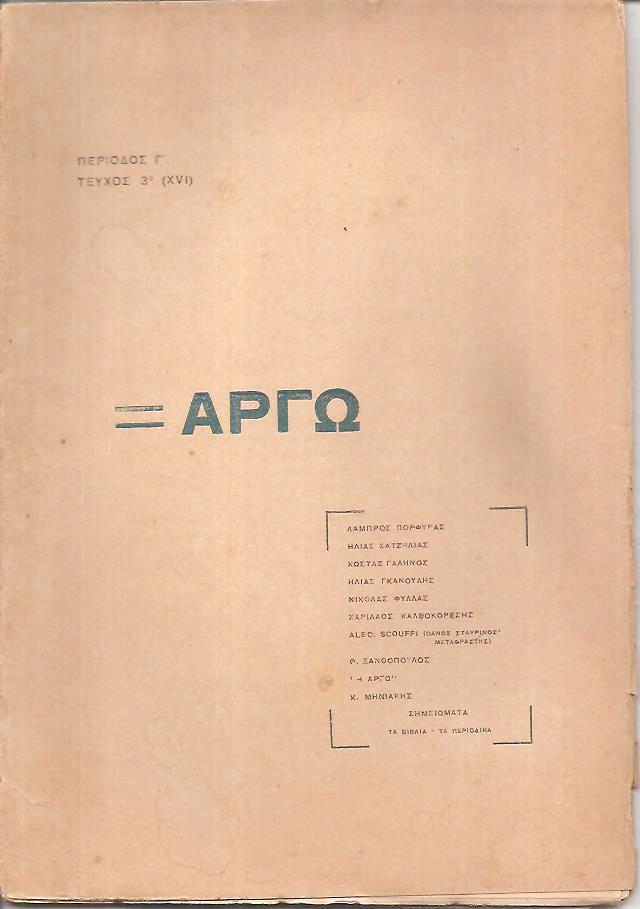 ΠΕΡΙΟΔΟΣ Γ'.
ΤΕΥΧΟΣ 3ο (XVI)
= ΑΡΓΩ
ΛΑΜΠΡΟΣ ΠΟΡΦΥΡΑΣ
ΗΛΙΑΣ ΧΑΤΖΗΛΙΑΣ
ΚΩΣΤΑΣ ΓΑΛΗΝΟΣ
ΗΛΙΑΣ ΓΚΑΝΟΥΛΗΣ
ΝΙΚΟΛΑΣ ΦΥΛΛΑΣ
ΧΑΡΙΛΑΟΣ ΚΑΛΒΟΚΟΡΕΣΗΣ
ALEC. SCOUFFI (ΠΑΝΟΣ ΣΤΑΥΡΙΝΟΣ
ΜΕΤΑΦΡΑΣΤΗΣ)
Θ. ΞΑΝΘΟΠΟΥΛΟΣ
"Η ΑΡΓΩ"
Κ. ΜΗΝΙΑΚΗΣ
ΣΗΜΕΙΩΜΑΤΑ
ΤΑ ΒΙΒΛΙΑ - ΤΑ ΠΕΡΙΟΔΙΚΑ